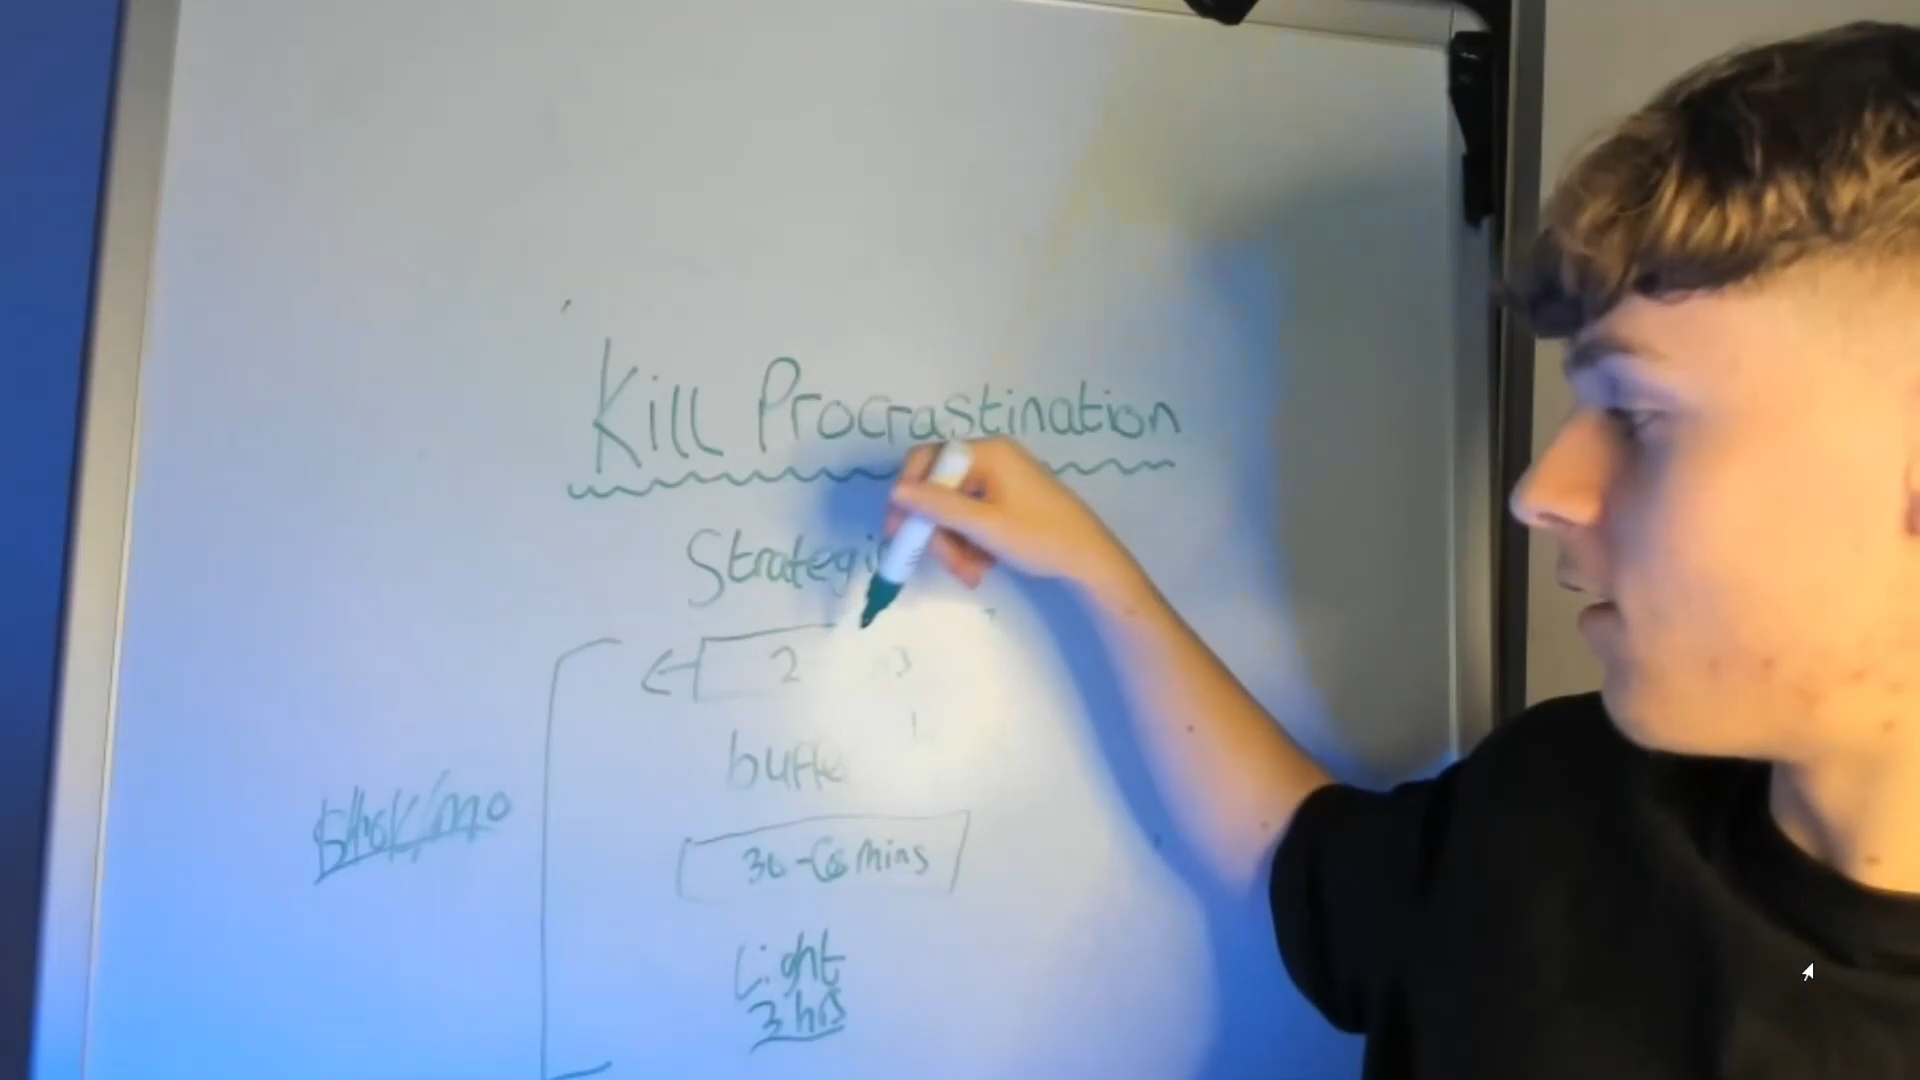 Kill Procrastination
Strategi
2
buffe
30-60 mins
Light
3 hrs